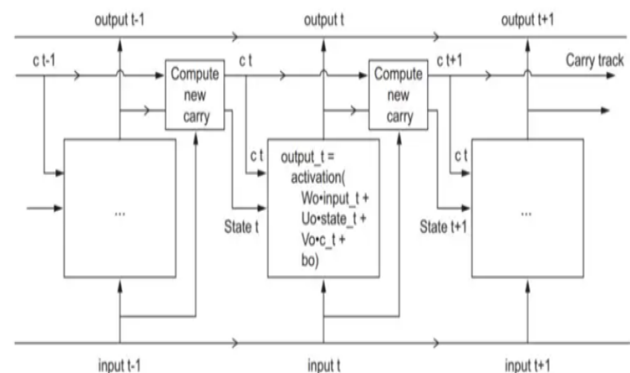 output t-1
output t
output t+1
c t-1
Compute
new
carry
c t
Compute
new
carry
c t+1
Carry track
...
c t
State t
output_t =
activation(
Wo•input_t +
Uo•state_t +
Vo•c_t +
bo)
c t
State t+1
...
input t-1
input t
input t+1